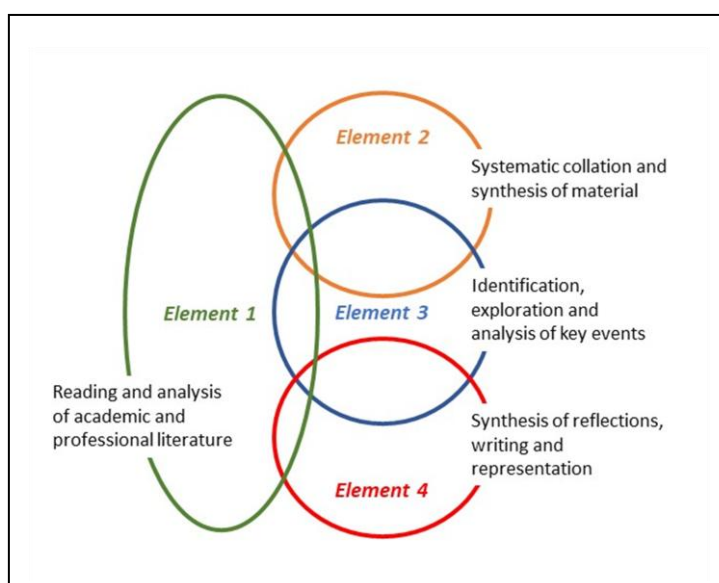 Element 2
Systematic collation and
synthesis of material
Element 1
Element 3
Identification,
exploration and
analysis of key events
Reading and analysis
of academic and
professional literature
Synthesis of reflections,
writing and
representation
Element 4